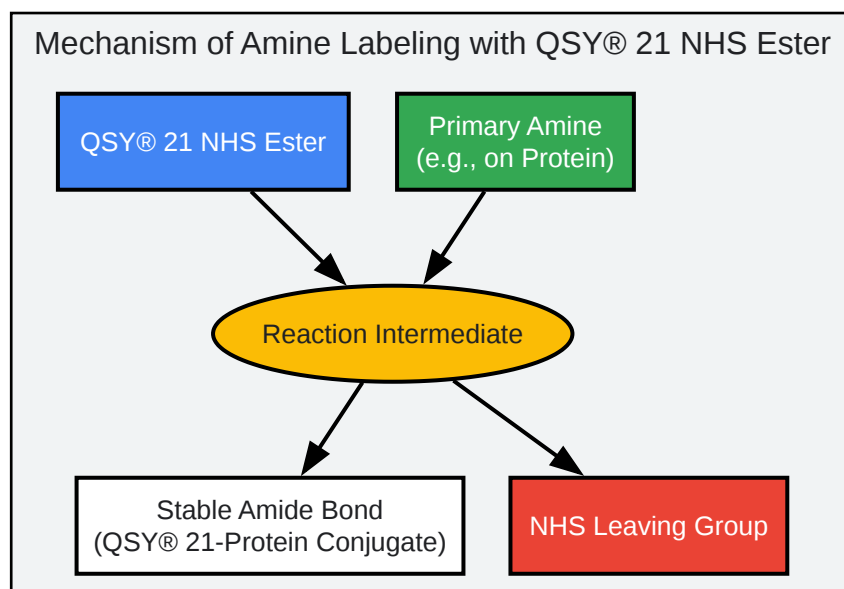 Mechanism of Amine Labeling with QSY® 21 NHS Ester
QSY® 21 NHS Ester
Primary Amine
(e.g., on Protein)
Reaction Intermediate
Stable Amide Bond
(QSY® 21-Protein Conjugate)
NHS Leaving Group